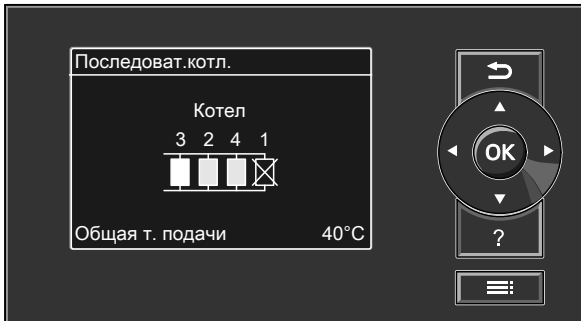 Последоват.котл.
Котел
3 2 4 1
Общая т. подачи 40°C
OK
?